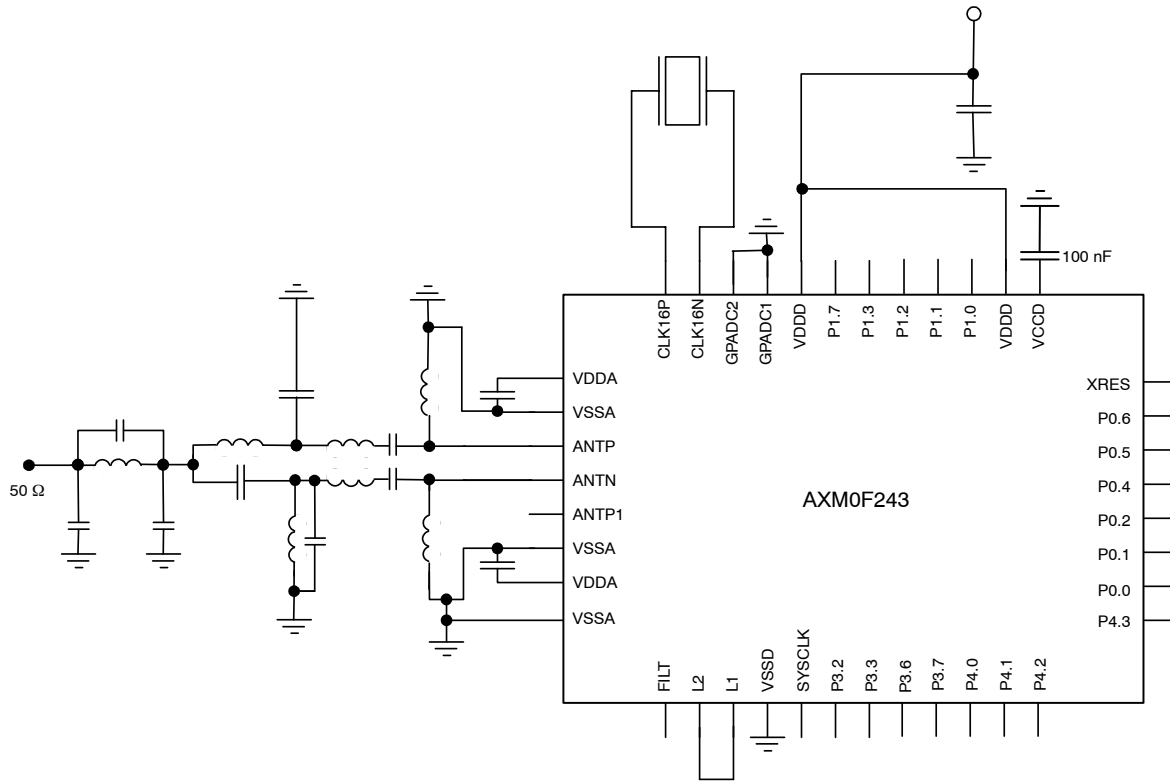 CLK16P
CLK16N
GPADC2
GPADC1
VDDD
P1.7
P1.3
P1.2
P1.1
P1.0
VDDD
VCCD
100 nF
VDDA
VSSA
ANTP
ANTN
ANTP1
VSSA
VDDA
VSSA
50 Ω
AXM0F243
XRES
P0.6
P0.5
P0.4
P0.2
P0.1
P0.0
P4.3
FILT
L2
L1
VSSD
SYSCLK
P3.2
P3.3
P3.6
P3.7
P4.0
P4.1
P4.2